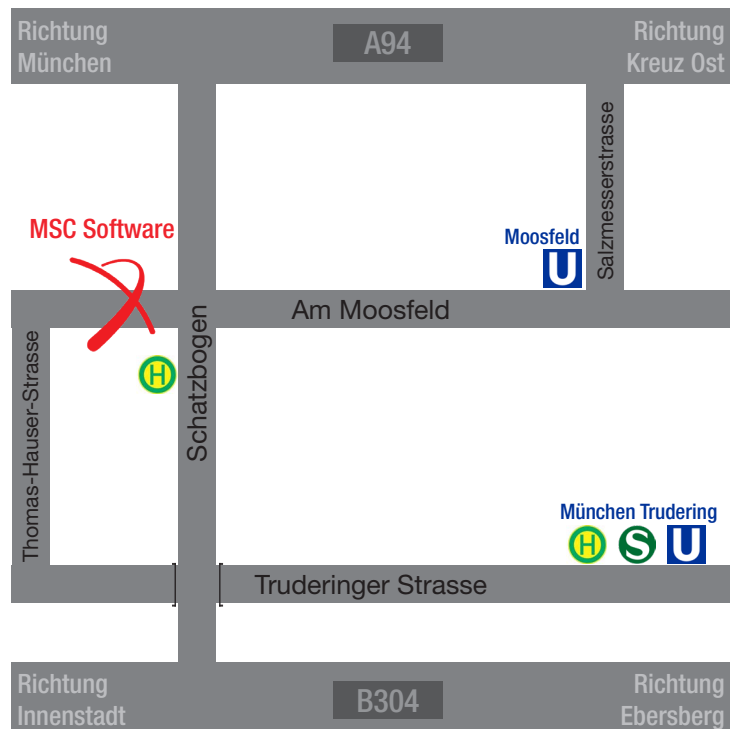 Richtung
München
A94
Richtung
Kreuz Ost
Salzmesserstrasse
MSC Software
Moosfeld
U
Am Moosfeld
Thomas-Hauser-Strasse
H
Schatzbogen
München Trudering
H S U
Truderinger Strasse
Richtung
Innenstadt
B304
Richtung
Ebersberg